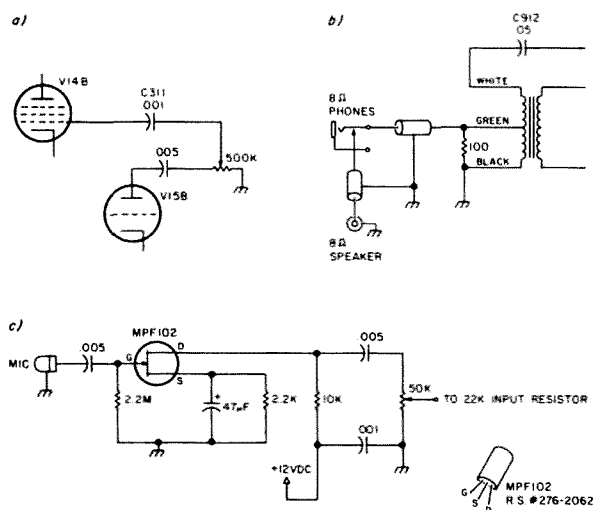 a)
V14B
C311
.001
.005
500K
V15B
b)
C912
.05
WHITE
8Ω
PHONES
GREEN
100
BLACK
8Ω
SPEAKER
c)
MPF102
MIC
.005
G
D
S
2.2M
+
47µF
2.2K
10K
.005
50K
TO 22K INPUT RESISTOR
.001
+12VDC
G
S
D
MPF102
R.S.#276-2062